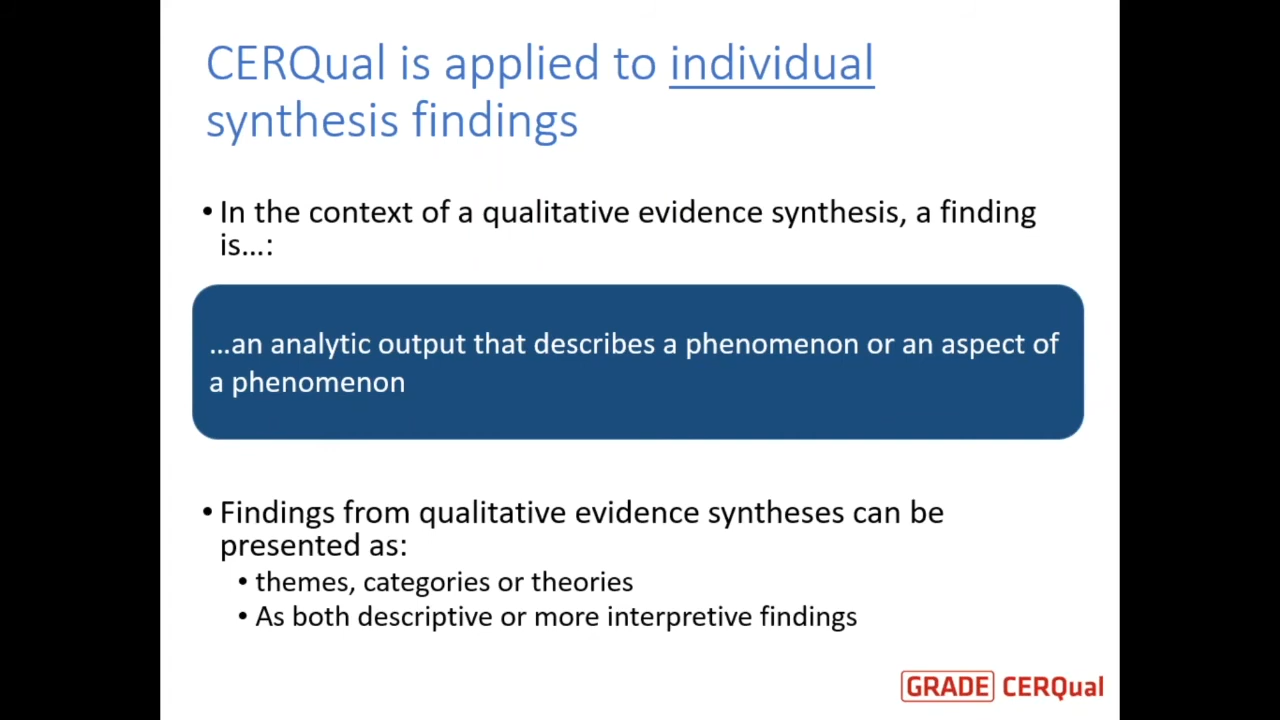 CERQual is applied to individual
synthesis findings
• In the context of a qualitative evidence synthesis, a finding
is...:
...an analytic output that describes a phenomenon or an aspect of
a phenomenon
• Findings from qualitative evidence syntheses can be
presented as:
• themes, categories or theories
• As both descriptive or more interpretive findings
GRADE CERQual